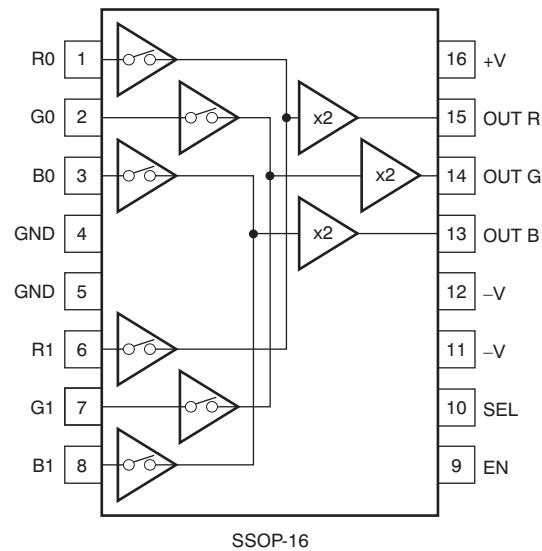 R0 1
G0 2
B0 3
GND 4
GND 5
R1 6
G1 7
B1 8
x2
x2
x2
16 +V
15 OUT R
14 OUT G
13 OUT B
12 −V
11 −V
10 SEL
9 EN
SSOP-16